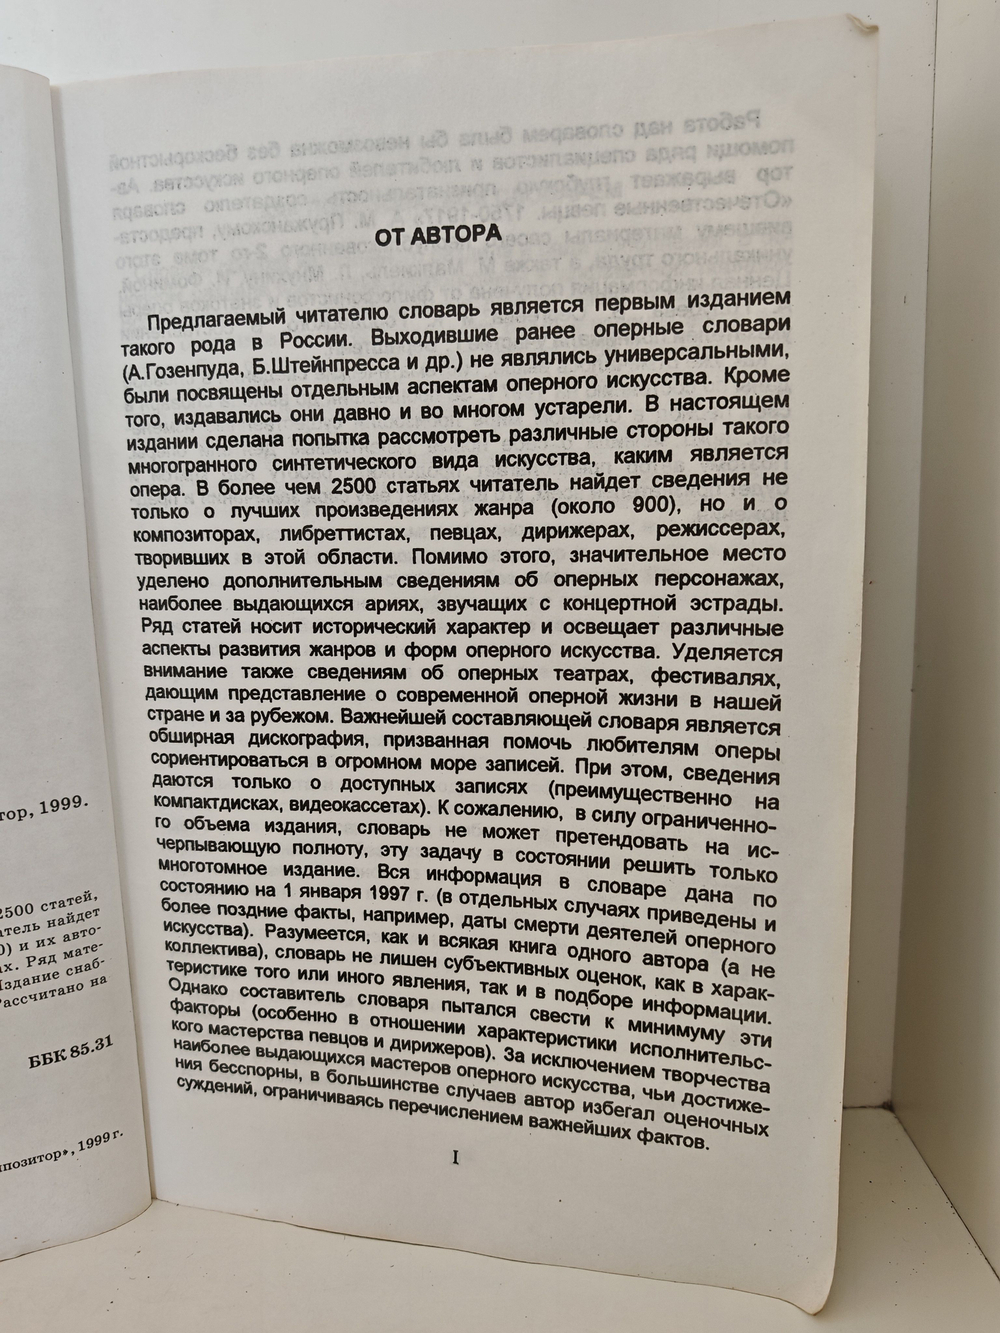 тор, 1999.
2500 статей,
атель найдет
0) и их авто-
ах. Ряд мате-
Издание снаб-
Рассчитано на
ББК 85.31
мпозитор», 1999 г.
ОТ АВТОРА
Предлагаемый читателю словарь является первым изданием
такого рода в России. Выходившие ранее оперные словари
(А.Гозенпуда, Б.Штейнпресса и др.) не являлись универсальными,
были посвящены отдельным аспектам оперного искусства. Кроме
того, издавались они давно и во многом устарели. В настоящем
издании сделана попытка рассмотреть различные стороны такого
многогранного синтетического вида искусства, каким является
опера. В более чем 2500 статьях читатель найдет сведения не
только о лучших произведениях жанра (около 900), но и о
композиторах, либреттистах, певцах, дирижерах, режиссерах,
творивших в этой области. Помимо этого, значительное место
уделено дополнительным сведениям об оперных персонажах,
наиболее выдающихся ариях, звучащих с концертной эстрады.
Ряд статей носит исторический характер и освещает различные
аспекты развития жанров и форм оперного искусства. Уделяется
внимание также сведениям об оперных театрах, фестивалях,
дающим представление о современной оперной жизни в нашей
стране и за рубежом. Важнейшей составляющей словаря является
обширная дискография, призванная помочь любителям оперы
сориентироваться в огромном море записей. При этом, сведения
даются только о доступных записях (преимущественно на
компактдисках, видеокассетах). К сожалению, в силу ограниченно-
го объема издания, словарь не может претендовать на ис-
черпывающую полноту, эту задачу в состоянии решить только
многотомное издание. Вся информация в словаре дана по
состоянию на 1 января 1997 г. (в отдельных случаях приведены и
более поздние факты, например, даты смерти деятелей оперного
искусства). Разумеется, как и всякая книга одного автора (а не
коллектива), словарь не лишен субъективных оценок, как в харак-
теристике того или иного явления, так и в подборе информации.
Однако составитель словаря пытался свести к минимуму эти
факторы (особенно в отношении характеристики исполнительс-
кого мастерства певцов и дирижеров). За исключением творчества
наиболее выдающихся мастеров оперного искусства, чьи достиже-
ния бесспорны, в большинстве случаев автор избегал оценочных
суждений, ограничиваясь перечислением важнейших фактов.
I